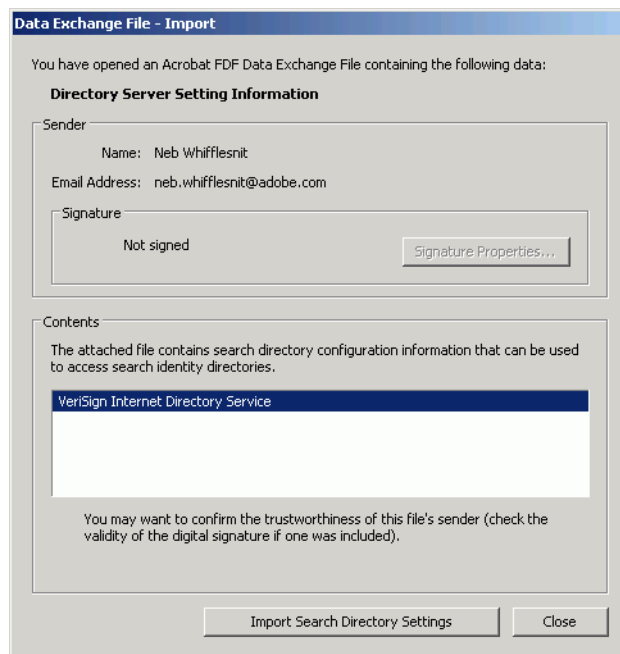 Data Exchange File - Import
You have opened an Acrobat FDF Data Exchange File containing the following data:
Directory Server Setting Information
Sender
Name: Neb Whifflesnit
Email Address: neb.whifflesnit@adobe.com
Signature
Not signed
Signature Properties...
Contents
The attached file contains search directory configuration information that can be used
to access search identity directories.
VeriSign Internet Directory Service
You may want to confirm the trustworthiness of this file's sender (check the
validity of the digital signature if one was included).
Import Search Directory Settings
Close